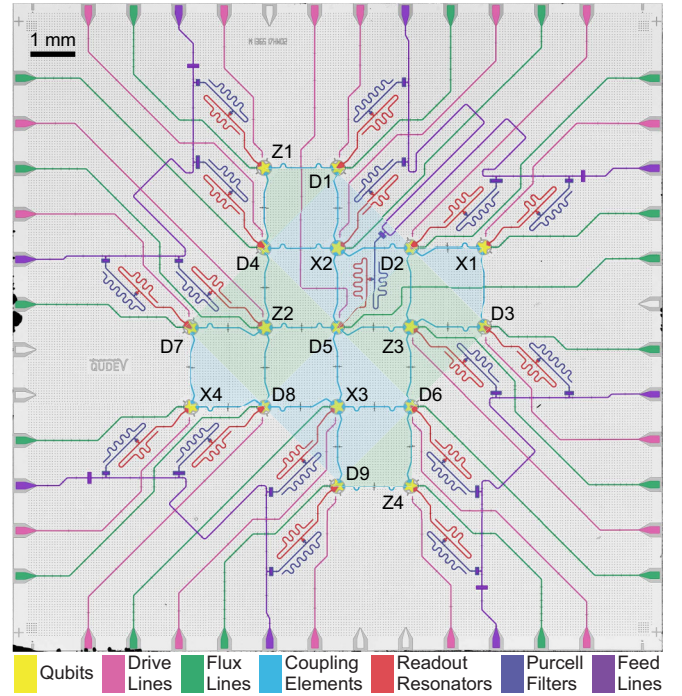 1 mm
Z1
D1
D4
X2
D2
X1
Z2
D7
D5
Z3
D3
QUDEV
X4
D8
X3
D6
D9
Z4
Qubits
Drive
Lines
Flux
Lines
Coupling
Elements
Readout
Resonators
Purcell
Filters
Feed
Lines